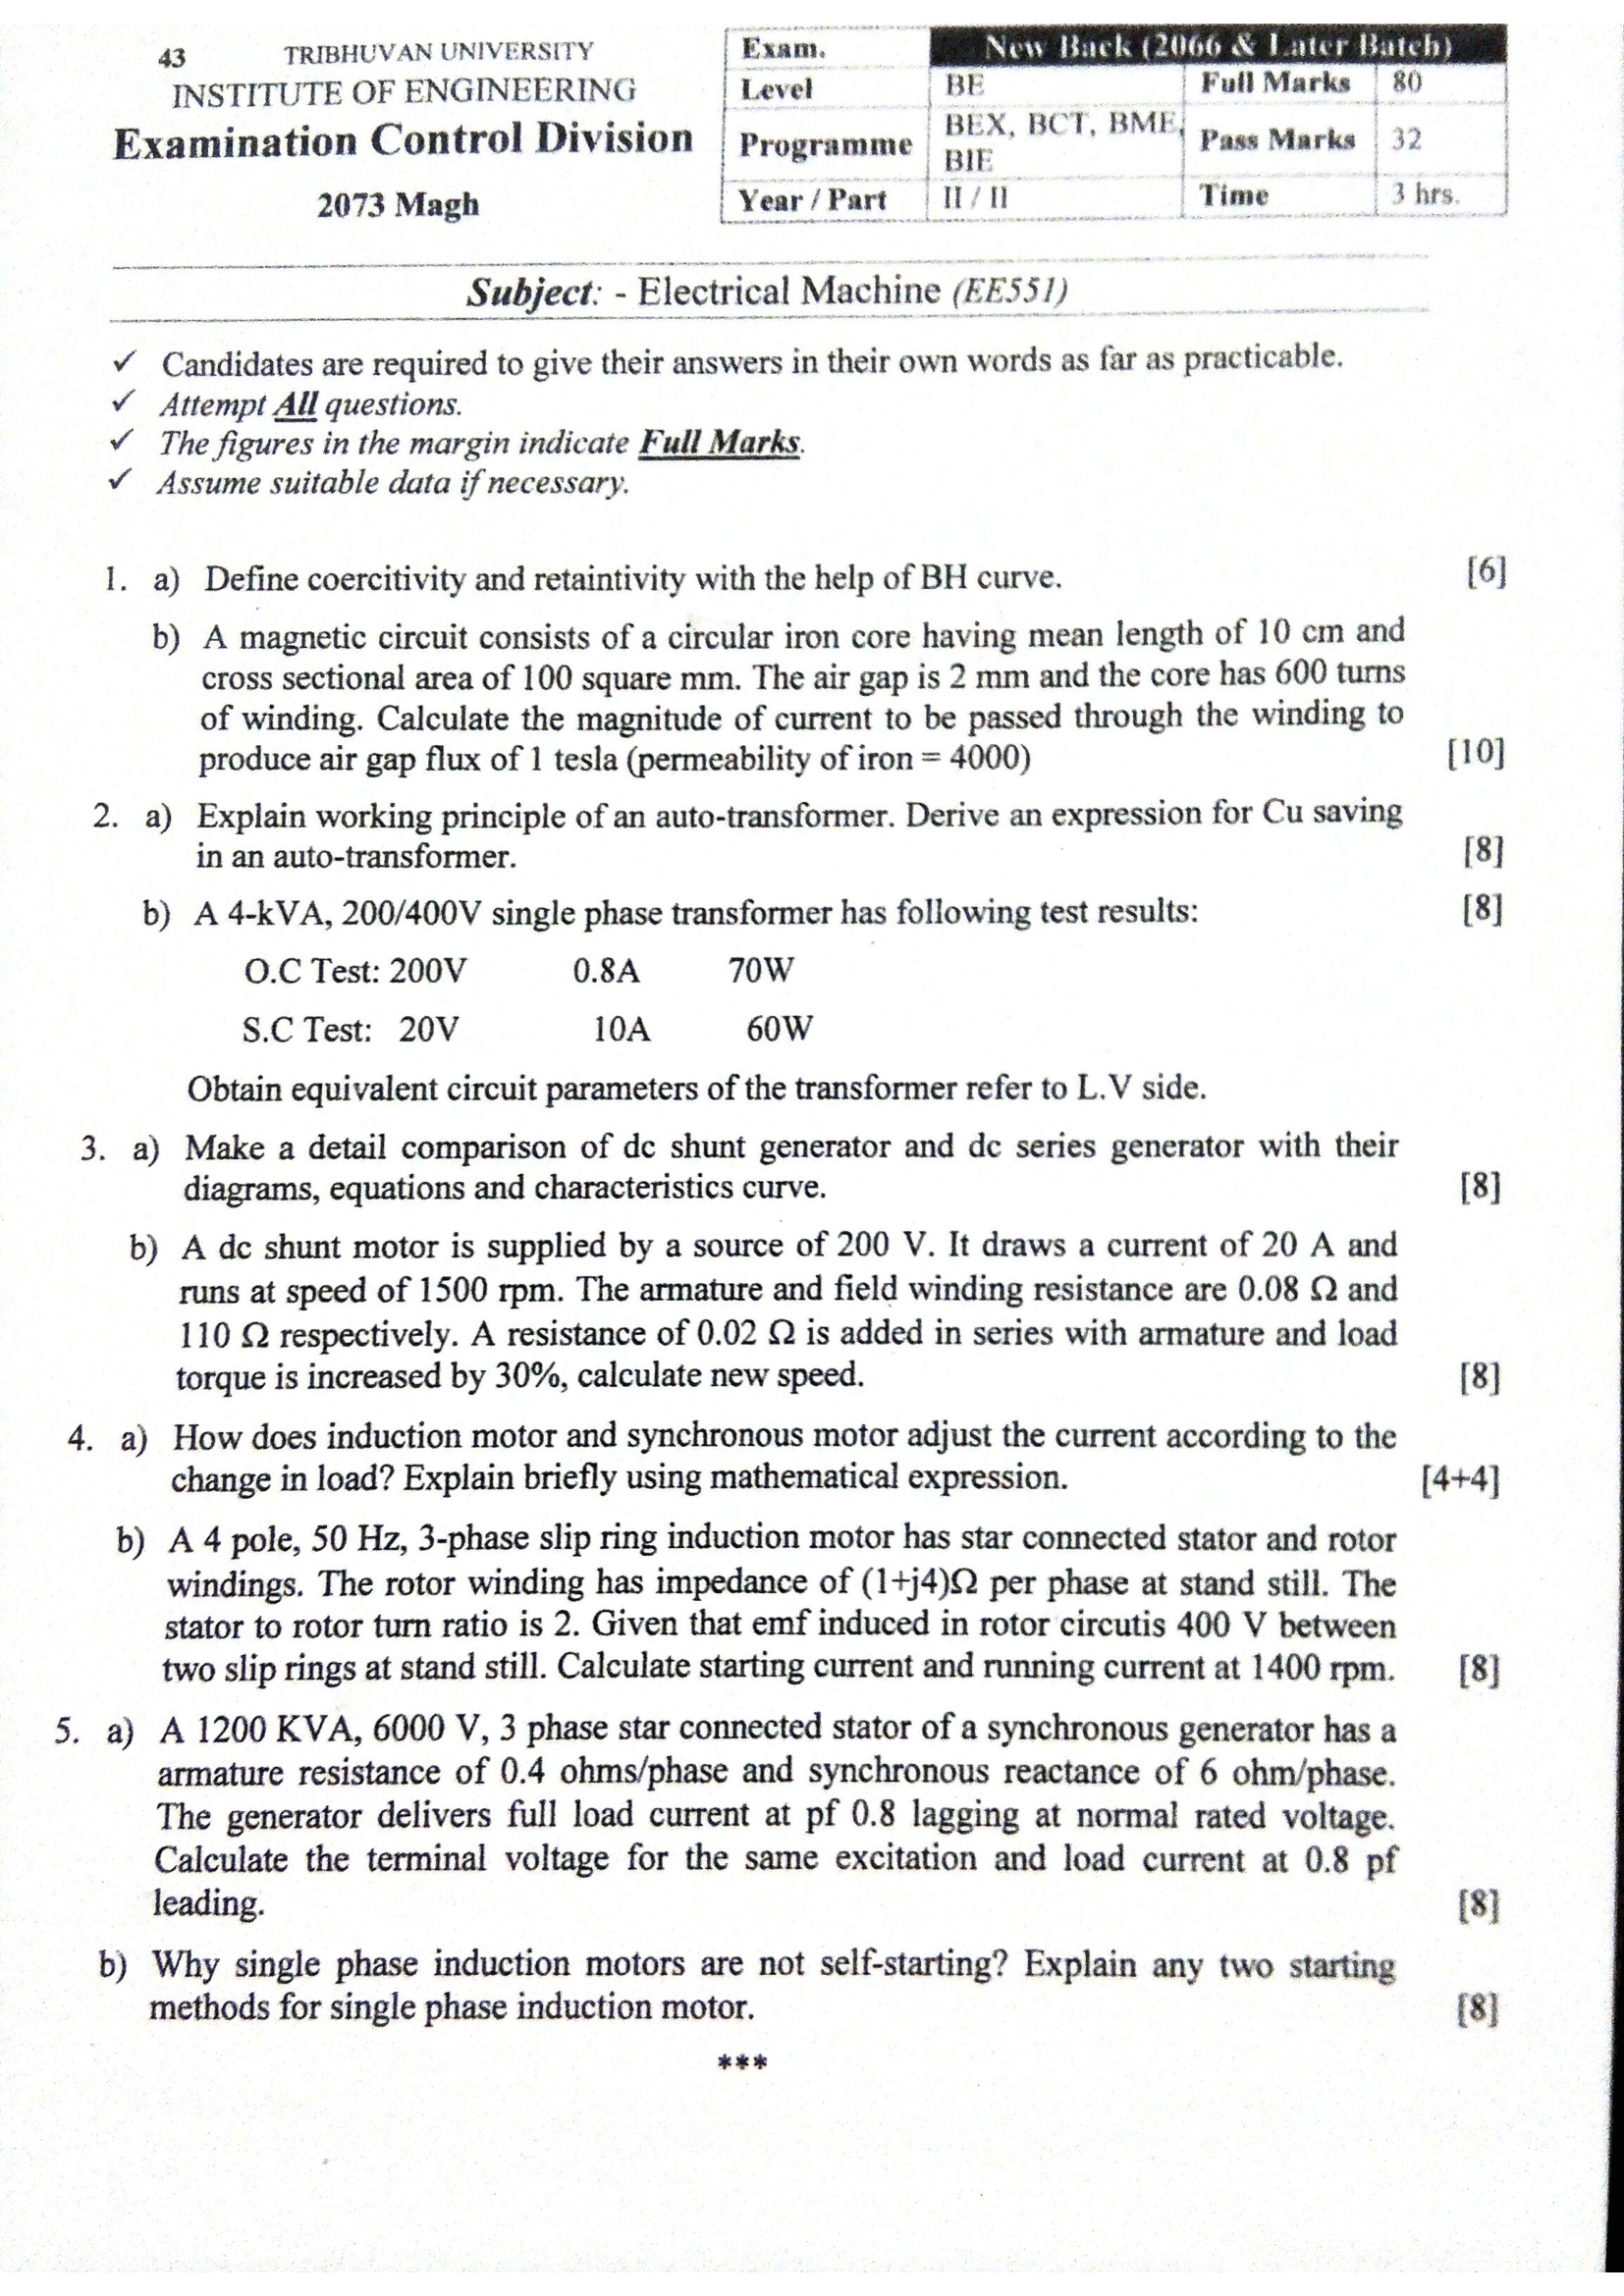 43 TRIBHUVAN UNIVERSITY
INSTITUTE OF ENGINEERING
Examination Control Division
2073 Magh
Exam. New Back (2066 & Later Batch)
Level BE Full Marks 80
Programme BEX, BCT, BME, BIE Pass Marks 32
Year / Part II / II Time 3 hrs.
Subject: - Electrical Machine (EE551)
✓ Candidates are required to give their answers in their own words as far as practicable.
✓ Attempt All questions.
✓ The figures in the margin indicate Full Marks.
✓ Assume suitable data if necessary.
1. a) Define coercitivity and retaintivity with the help of BH curve. [6]
b) A magnetic circuit consists of a circular iron core having mean length of 10 cm and
cross sectional area of 100 square mm. The air gap is 2 mm and the core has 600 turns
of winding. Calculate the magnitude of current to be passed through the winding to
produce air gap flux of 1 tesla (permeability of iron = 4000) [10]
2. a) Explain working principle of an auto-transformer. Derive an expression for Cu saving
in an auto-transformer. [8]
b) A 4-kVA, 200/400V single phase transformer has following test results: [8]
O.C Test: 200V 0.8A 70W
S.C Test: 20V 10A 60W
Obtain equivalent circuit parameters of the transformer refer to L.V side.
3. a) Make a detail comparison of dc shunt generator and dc series generator with their
diagrams, equations and characteristics curve. [8]
b) A dc shunt motor is supplied by a source of 200 V. It draws a current of 20 A and
runs at speed of 1500 rpm. The armature and field winding resistance are 0.08 Ω and
110 Ω respectively. A resistance of 0.02 Ω is added in series with armature and load
torque is increased by 30%, calculate new speed. [8]
4. a) How does induction motor and synchronous motor adjust the current according to the
change in load? Explain briefly using mathematical expression. [4+4]
b) A 4 pole, 50 Hz, 3-phase slip ring induction motor has star connected stator and rotor
windings. The rotor winding has impedance of (1+j4)Ω per phase at stand still. The
stator to rotor turn ratio is 2. Given that emf induced in rotor circutis 400 V between
two slip rings at stand still. Calculate starting current and running current at 1400 rpm. [8]
5. a) A 1200 KVA, 6000 V, 3 phase star connected stator of a synchronous generator has a
armature resistance of 0.4 ohms/phase and synchronous reactance of 6 ohm/phase.
The generator delivers full load current at pf 0.8 lagging at normal rated voltage.
Calculate the terminal voltage for the same excitation and load current at 0.8 pf
leading. [8]
b) Why single phase induction motors are not self-starting? Explain any two starting
methods for single phase induction motor. [8]
***